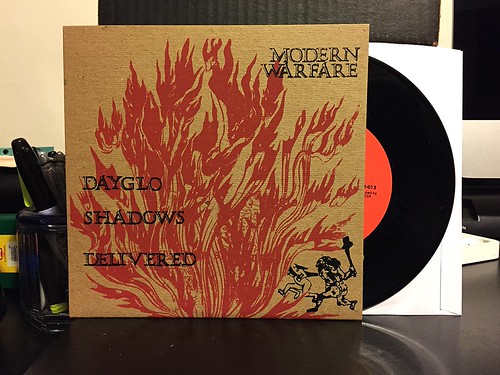 MODERN
WARFARE
DAYGLO
SHADOWS
DELIVERED